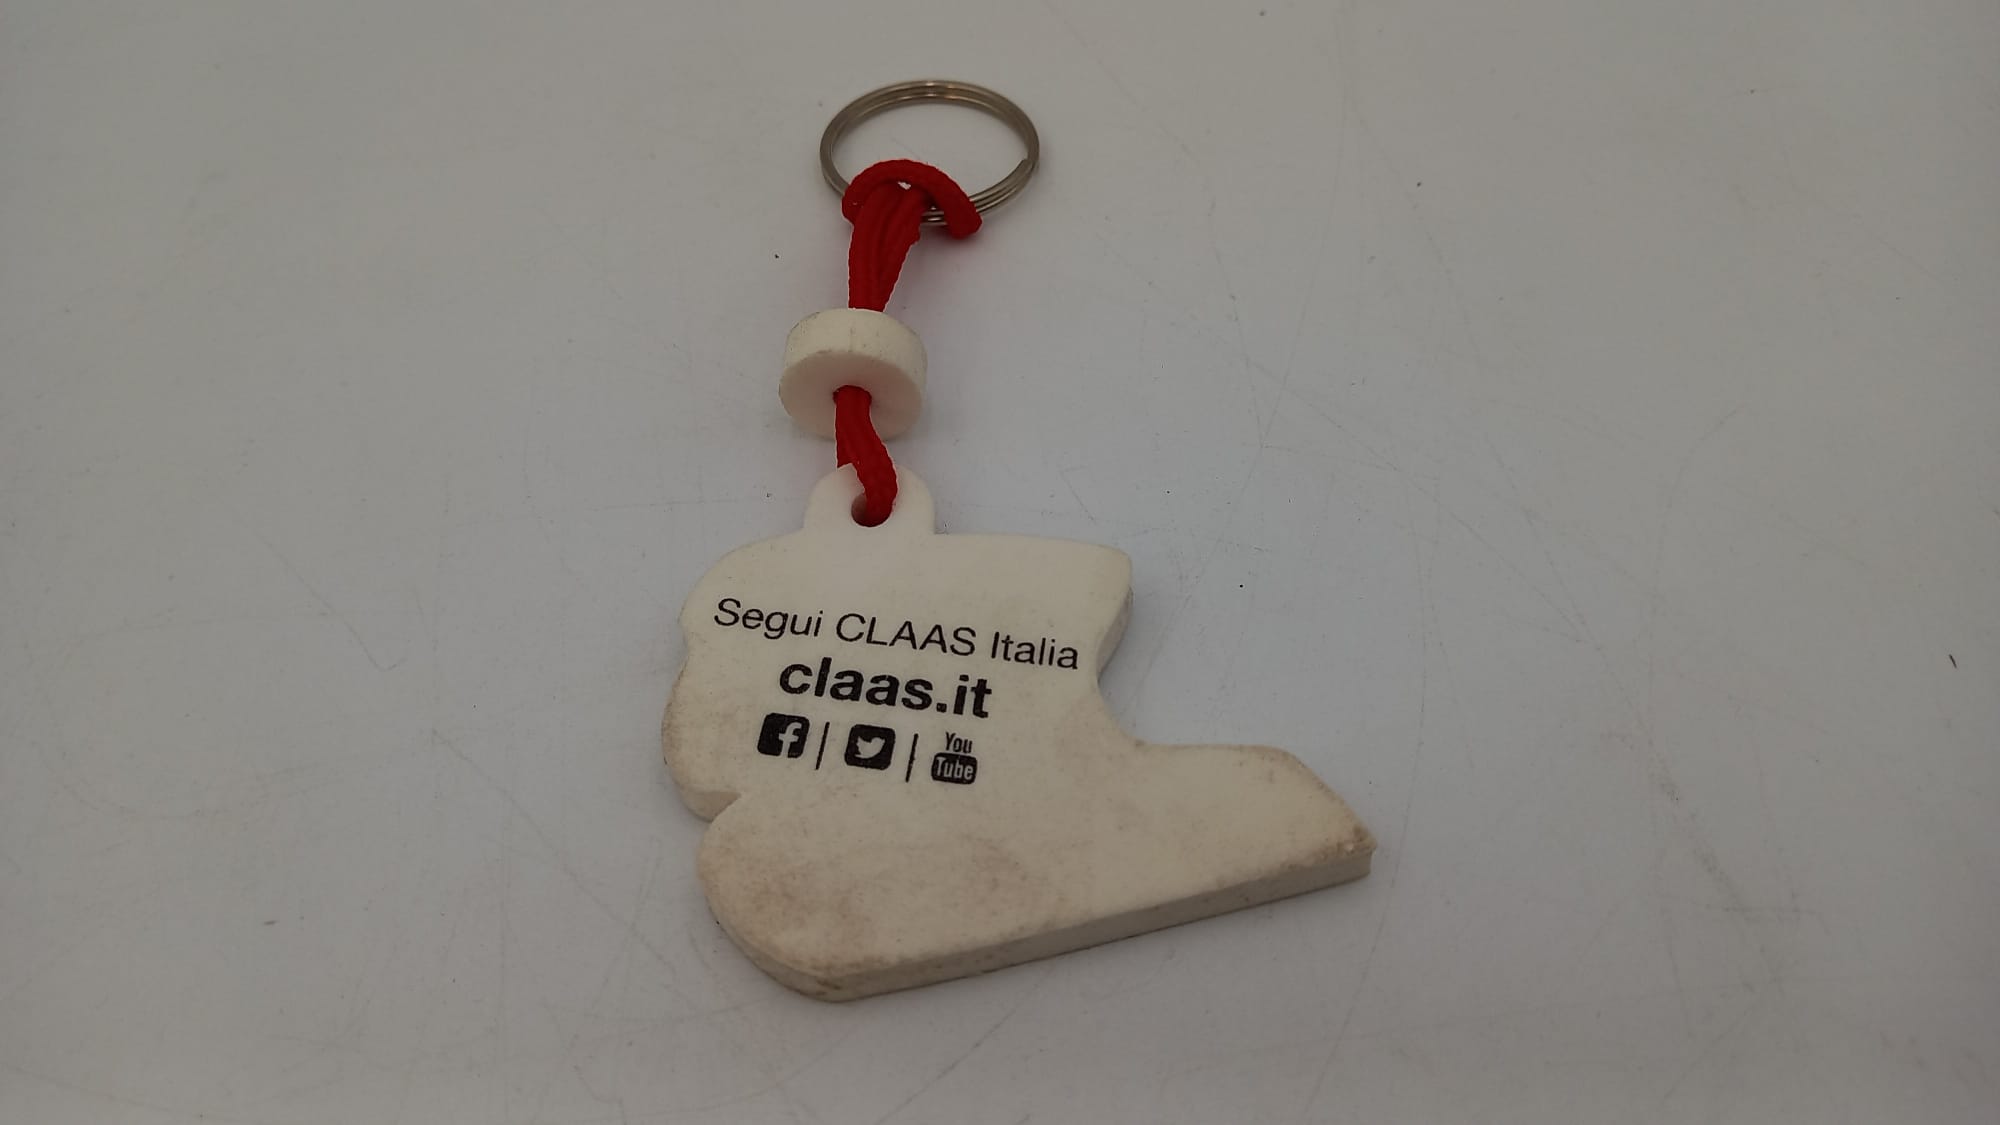 Segui CLAAS Italia
claas.it
f | | You Tube